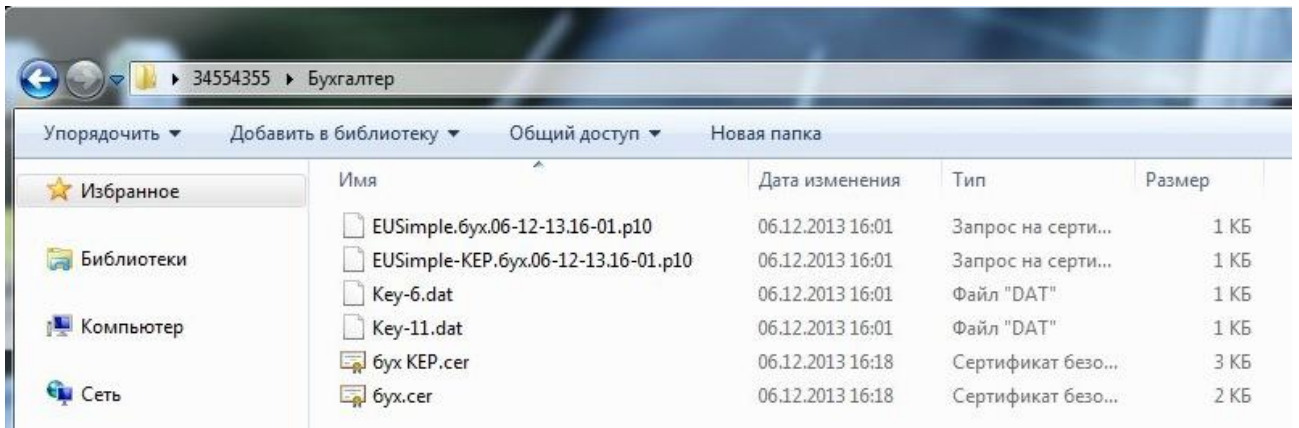 34554355 Бухгалтер
Упорядочить Добавить в библиотеку Общий доступ Новая папка
Избранное
Библиотеки
Компьютер
Сеть
Имя Дата изменения Тип Размер
EUSimple.бух.06-12-13.16-01.p10 06.12.2013 16:01 Запрос на серти... 1 КБ
EUSimple-KEP.бух.06-12-13.16-01.p10 06.12.2013 16:01 Запрос на серти... 1 КБ
Key-6.dat 06.12.2013 16:01 Файл "DAT" 1 КБ
Key-11.dat 06.12.2013 16:01 Файл "DAT" 1 КБ
бух KEP.cer 06.12.2013 16:18 Сертификат безо... 3 КБ
бух.cer 06.12.2013 16:18 Сертификат безо... 2 КБ